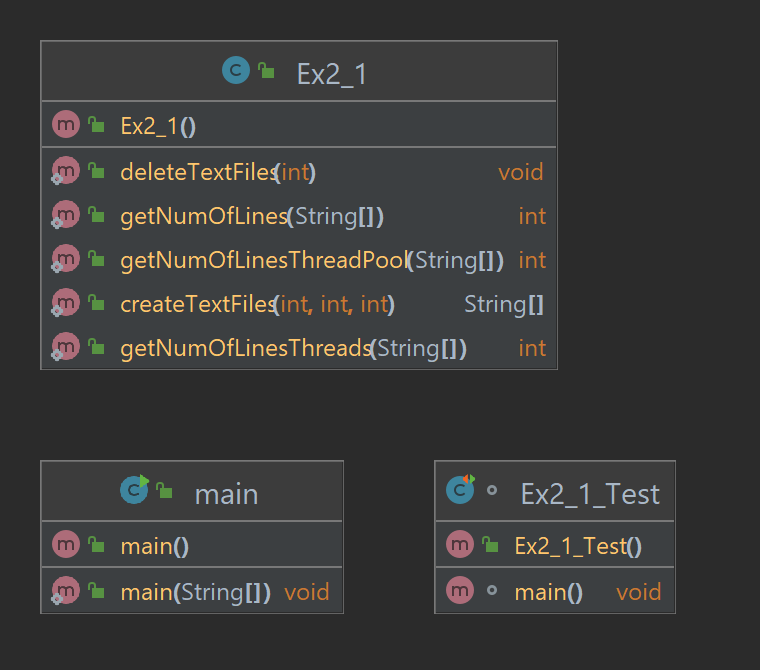 Ex2_1
Ex2_1()
deleteTextFiles(int) void
getNumOfLines(String[]) int
getNumOfLinesThreadPool(String[]) int
createTextFiles(int, int, int) String[]
getNumOfLinesThreads(String[]) int
main
main()
main(String[]) void
Ex2_1_Test
Ex2_1_Test()
main() void